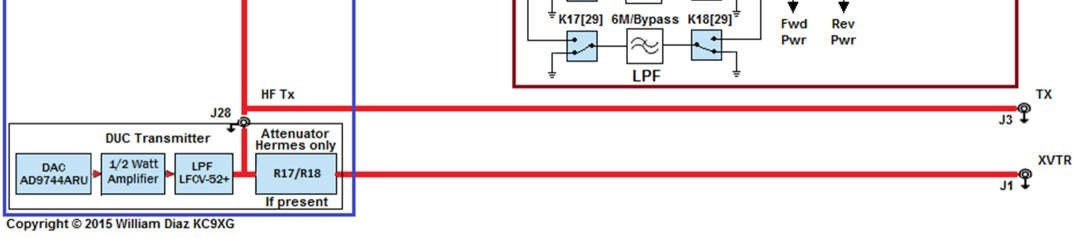 K17[29] 6M/Bypass K18[29]
Fwd
Pwr
Rev
Pwr
LPF
HF Tx
TX
J28
J3
DUC Transmitter
Attenuator
Hermes only
XVTR
DAC
AD9744ARU
1/2 Watt
Amplifier
LPF
LFCV-52+
R17/R18
J1
If present
Copyright © 2015 William Diaz KC9XG